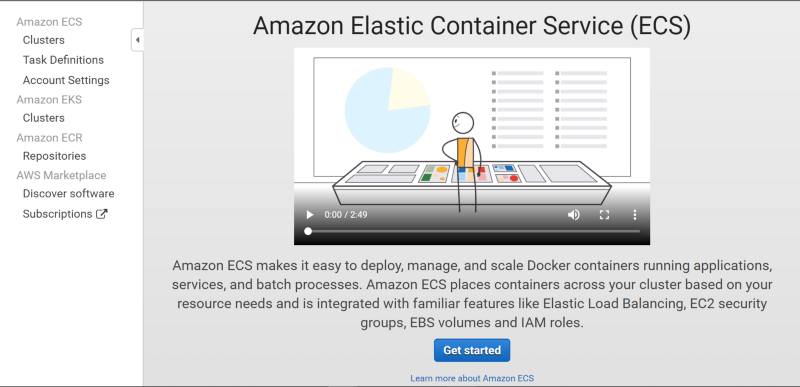 Amazon ECS
Clusters
Task Definitions
Account Settings
Amazon EKS
Clusters
Amazon ECR
Repositories
AWS Marketplace
Discover software
Subscriptions
Amazon Elastic Container Service (ECS)
0:00 / 2:49
Amazon ECS makes it easy to deploy, manage, and scale Docker containers running applications,
services, and batch processes. Amazon ECS places containers across your cluster based on your
resource needs and is integrated with familiar features like Elastic Load Balancing, EC2 security
groups, EBS volumes and IAM roles.
Get started
Learn more about Amazon ECS